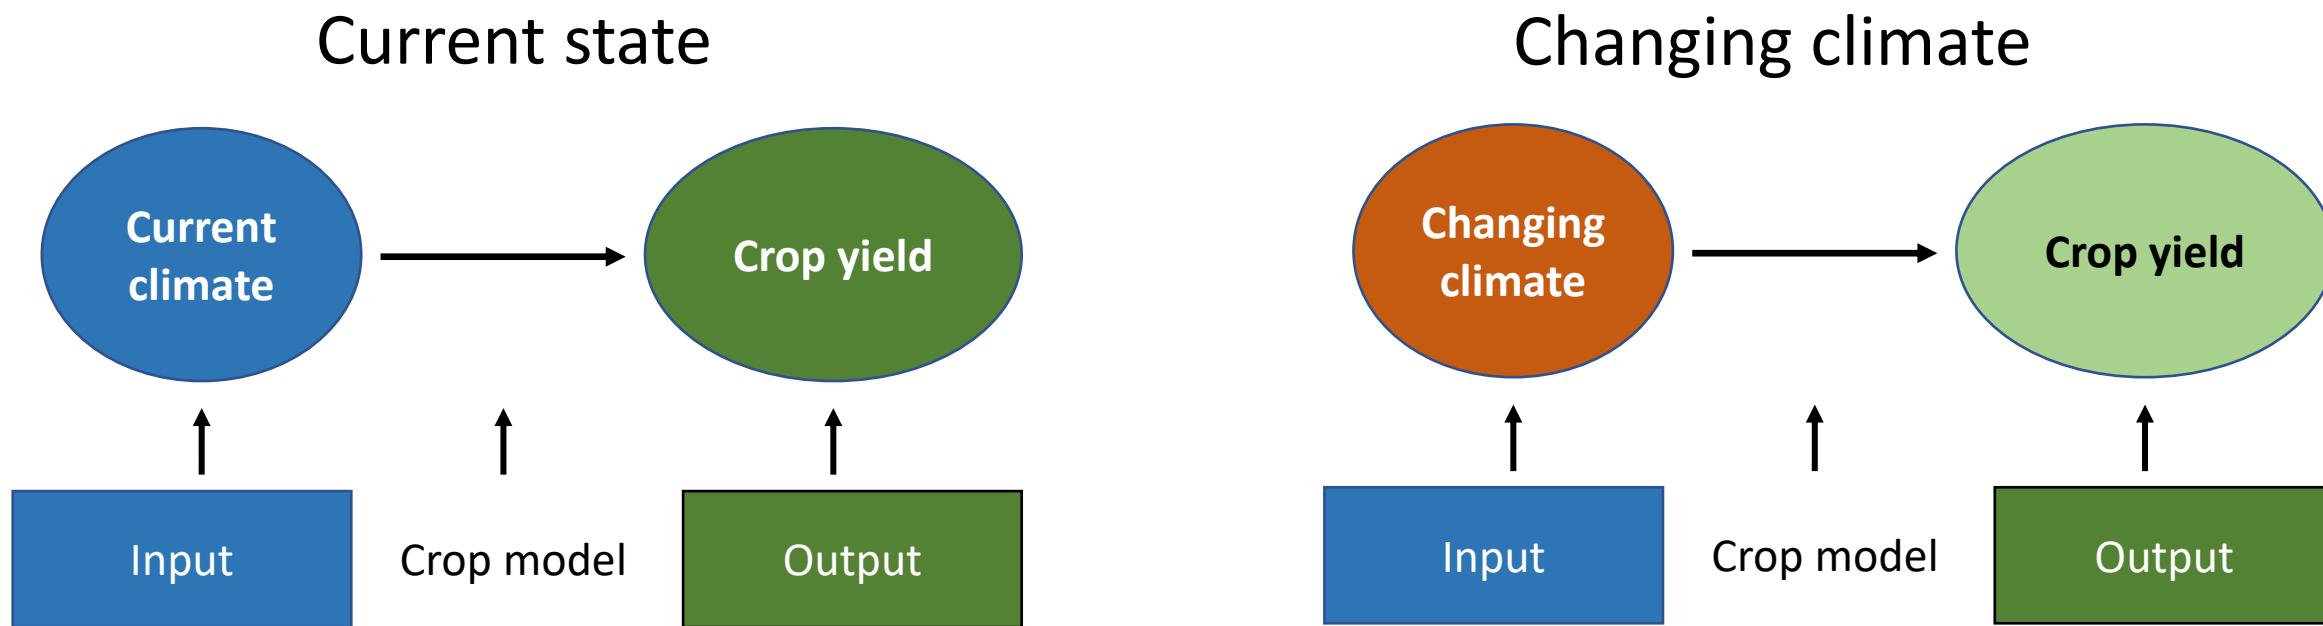 Current state
Current
climate
Crop yield
Input
Crop model
Output
Changing climate
Changing
climate
Crop yield
Input
Crop model
Output